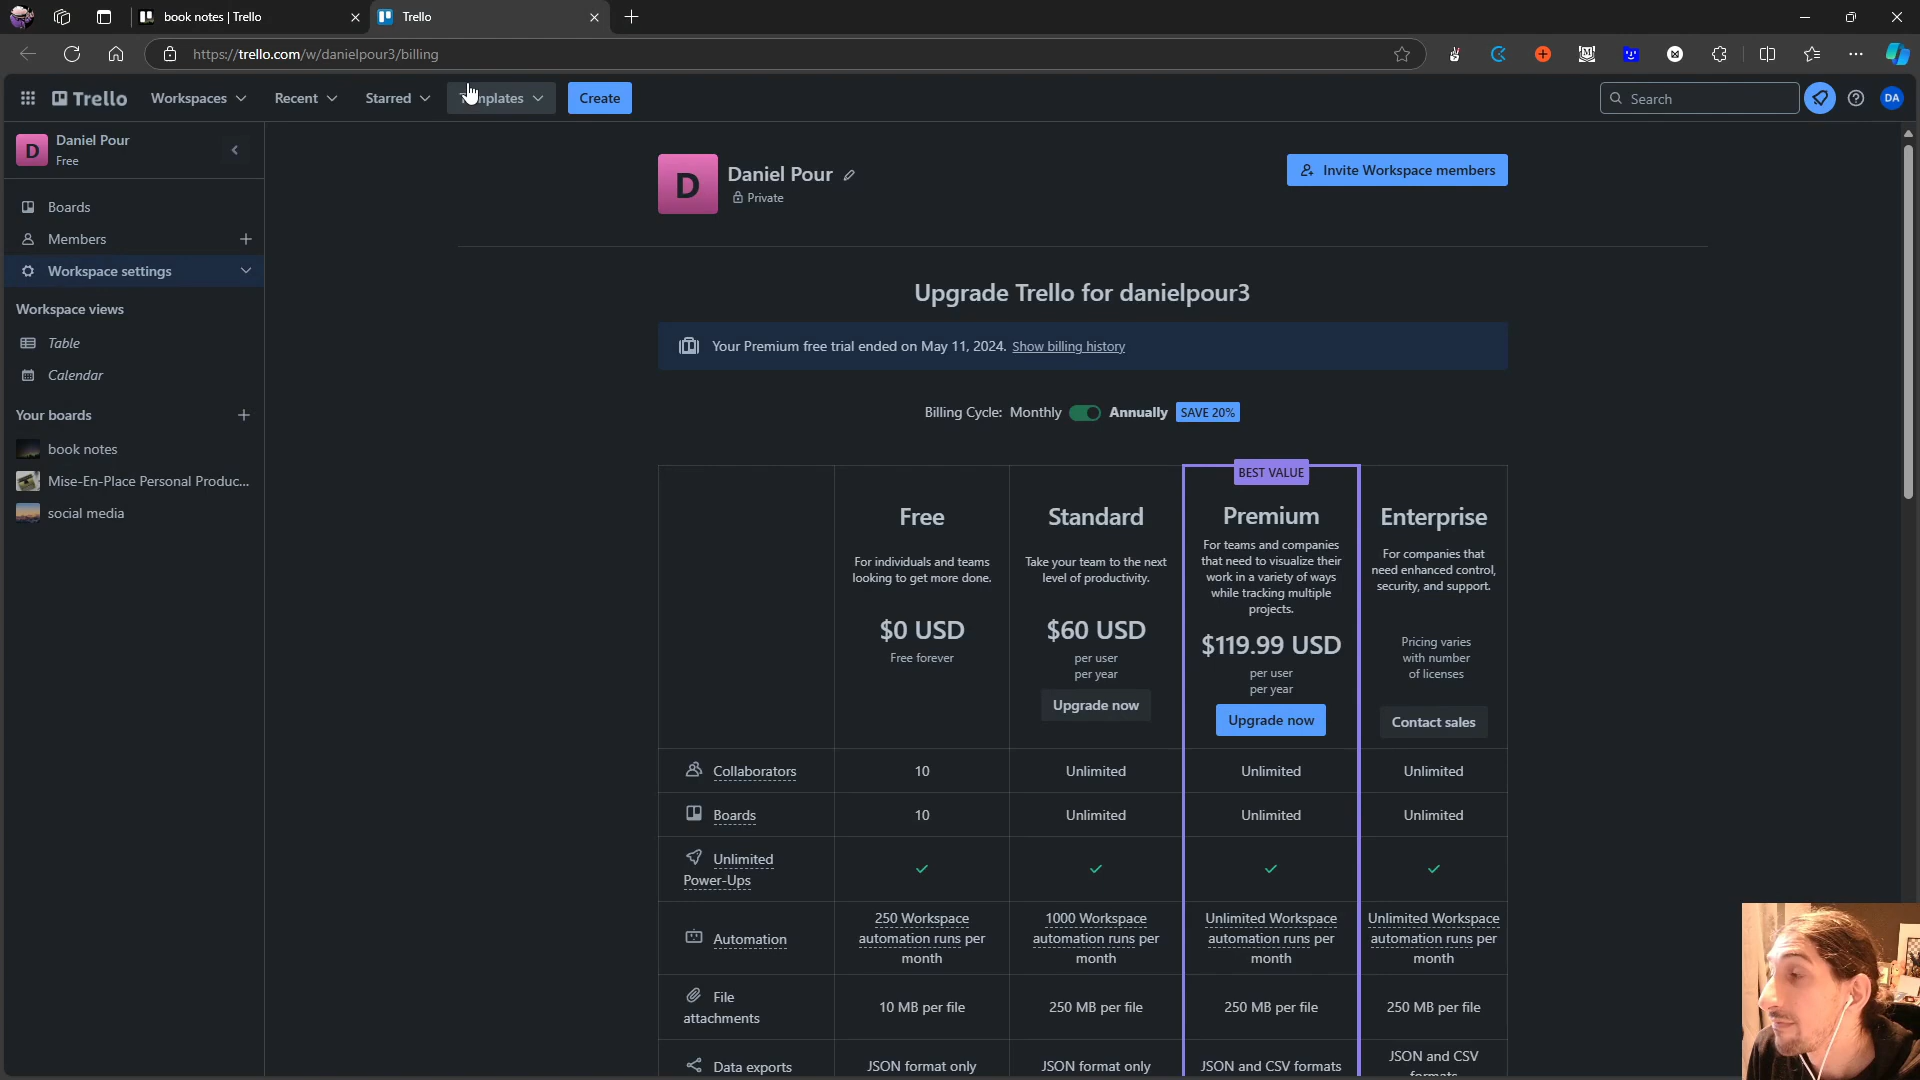 book notes | Trello
Trello
https://trello.com/w/danielpour3/billing
Trello
Workspaces
Recent
Starred
Create
Search
DA
D
Daniel Pour
Free
Boards
Members
Workspace settings
Workspace views
Table
Calendar
Your boards
book notes
Mise-En-Place Personal Produc...
social media
D
Daniel Pour
Private
Invite Workspace members
Upgrade Trello for danielpour3
Your Premium free trial ended on May 11, 2024. Show billing history
Billing Cycle: Monthly Annually SAVE 20%
BEST VALUE
Free
For individuals and teams
looking to get more done.
$0 USD
Free forever
Standard
Take your team to the next
level of productivity.
$60 USD
per user
per year
Upgrade now
Premium
For teams and companies
that need to visualize their
work in a variety of ways
while tracking multiple
projects.
$119.99 USD
per user
per year
Upgrade now
Enterprise
For companies that
need enhanced control,
security, and support.
Pricing varies
with number
of licenses
Contact sales
Collaborators
10
Unlimited
Unlimited
Unlimited
Boards
10
Unlimited
Unlimited
Unlimited
Unlimited
Power-Ups
Automation
250 Workspace
automation runs per
month
1000 Workspace
automation runs per
month
Unlimited Workspace
automation runs per
month
Unlimited Workspace
automation runs per
month
File
attachments
10 MB per file
250 MB per file
250 MB per file
250 MB per file
Data exports
JSON format only
JSON format only
JSON and CSV formats
JSON and CSV